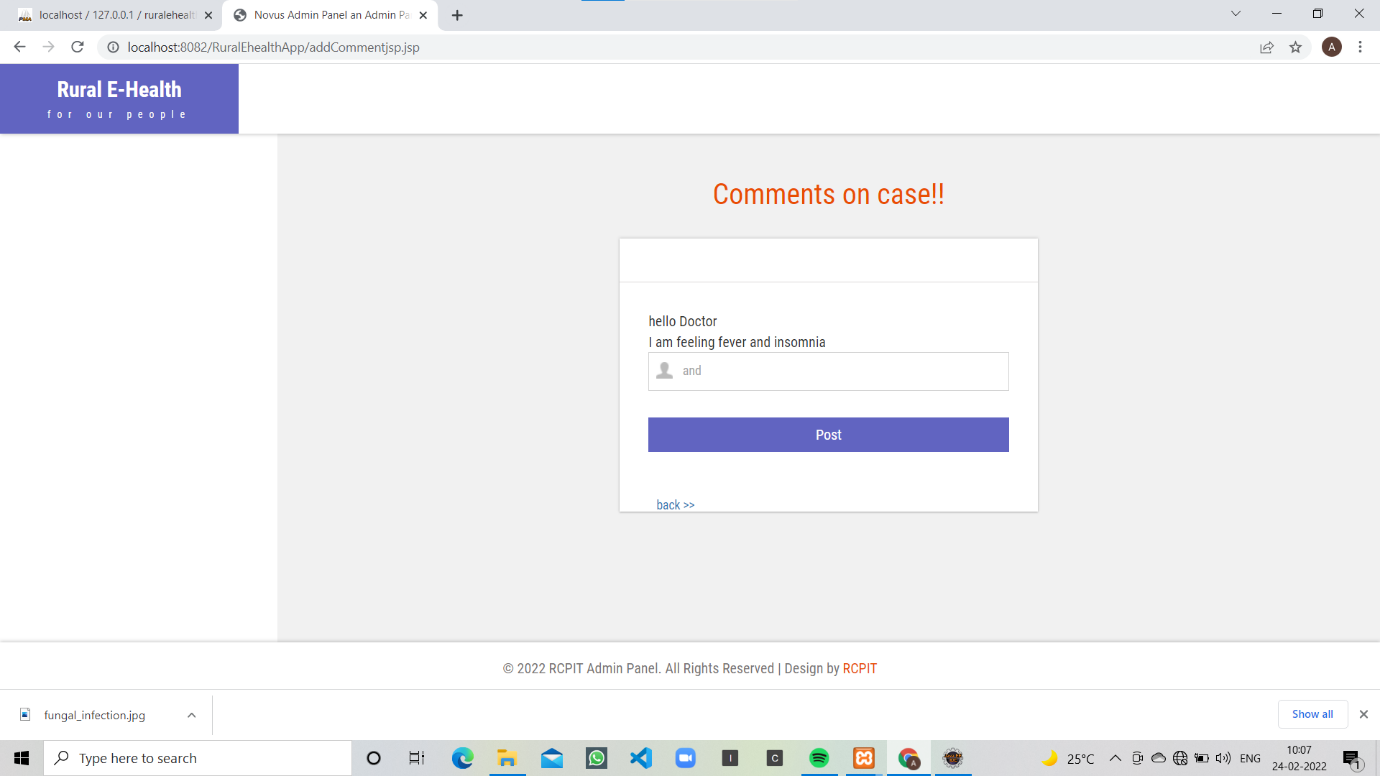 localhost / 127.0.0.1 / ruralehealt
Novus Admin Panel an Admin Pa
localhost:8082/RuralEhealthApp/addCommentjsp.jsp
A
Rural E-Health
for our people
Comments on case!!
hello Doctor
I am feeling fever and insomnia
and
Post
back >>
© 2022 RCPIT Admin Panel. All Rights Reserved | Design by RCPIT
fungal_infection.jpg
Show all
Type here to search
I
C
A
25°C
ENG
10:07
24-02-2022
1